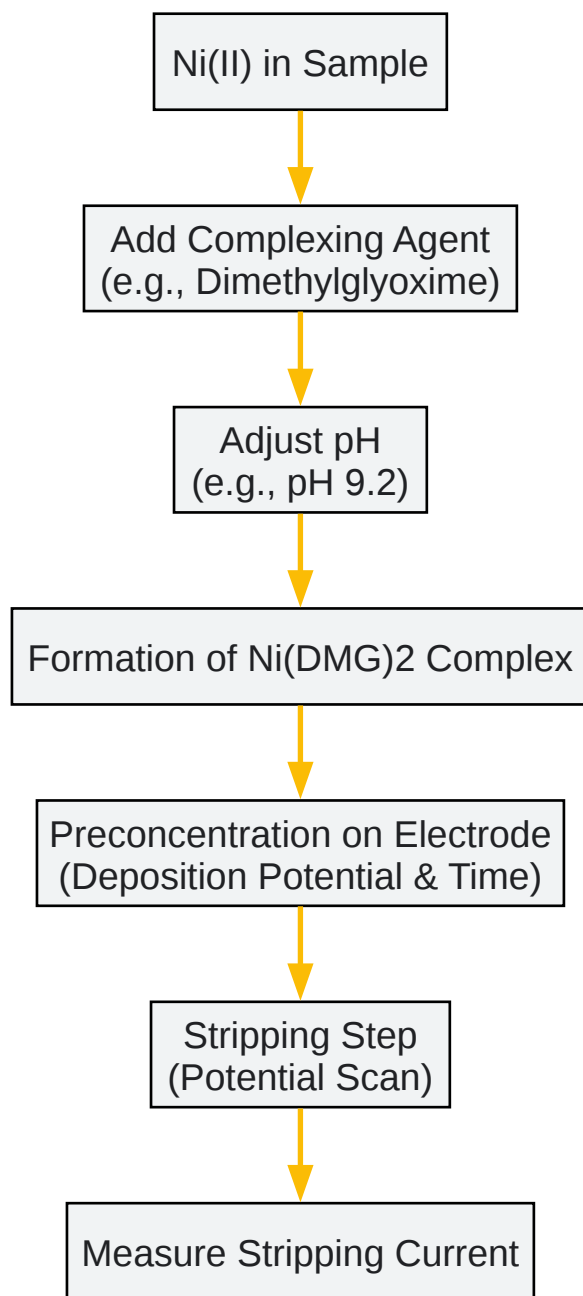 Ni(II) in Sample
Add Complexing Agent
(e.g., Dimethylglyoxime)
Adjust pH
(e.g., pH 9.2)
Formation of Ni(DMG)2 Complex
Preconcentration on Electrode
(Deposition Potential & Time)
Stripping Step
(Potential Scan)
Measure Stripping Current